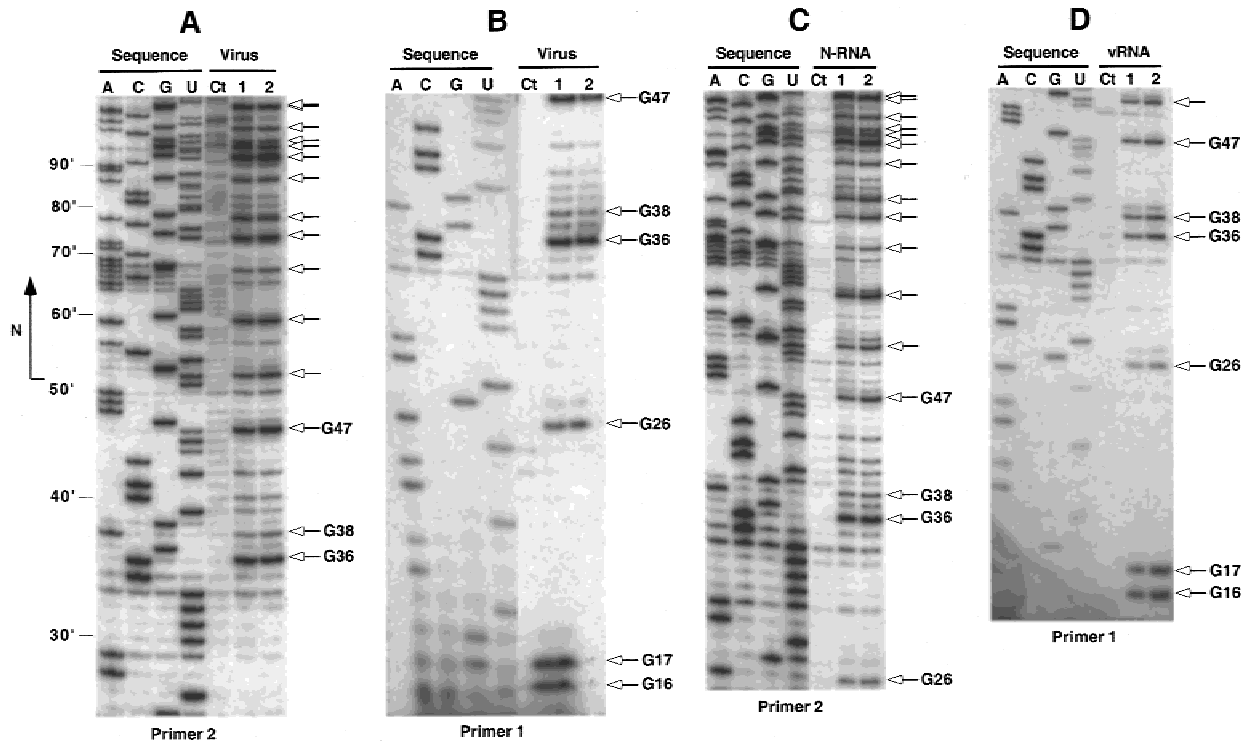 A
Sequence Virus
A C G U Ct 1 2
90'
80'
70'
60'
50'
40'
30'
N
G47
G38
G36
Primer 2
B
Sequence Virus
A C G U Ct 1 2
G47
G38
G36
G26
G17
G16
Primer 1
C
Sequence N-RNA
A C G U Ct 1 2
G47
G38
G36
G26
Primer 2
D
Sequence vRNA
A C G U Ct 1 2
G47
G38
G36
G26
G17
G16
Primer 1